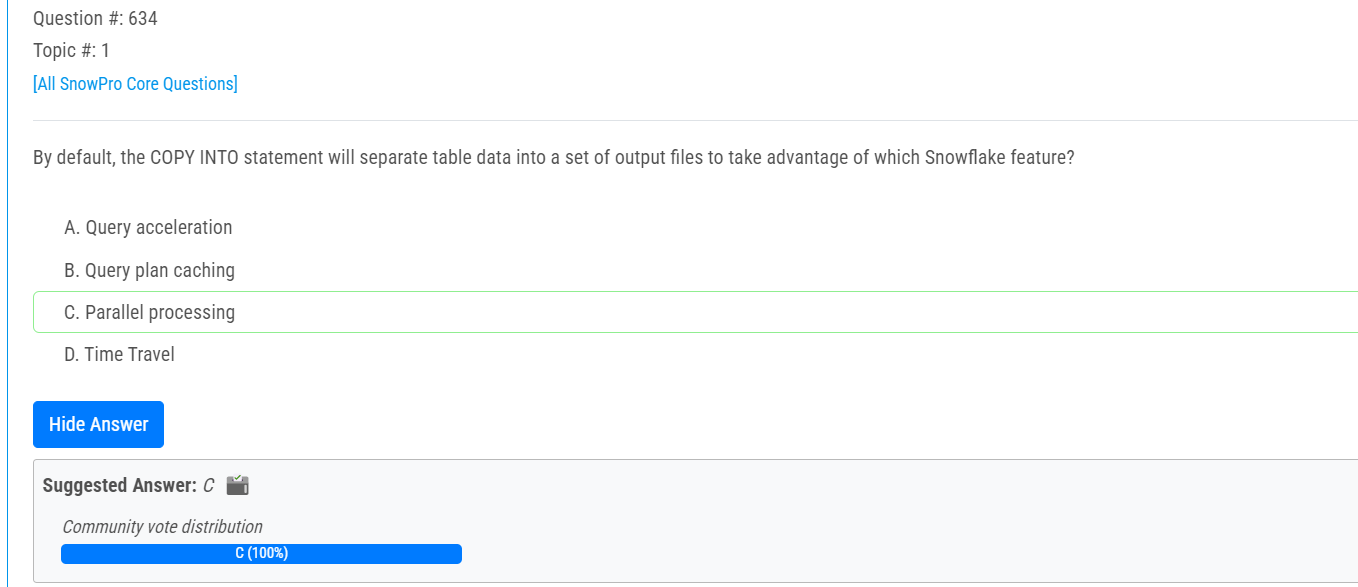 Question #: 634
Topic #: 1
[All SnowPro Core Questions]
By default, the COPY INTO statement will separate table data into a set of output files to take advantage of which Snowflake feature?
A. Query acceleration
B. Query plan caching
C. Parallel processing
D. Time Travel
Hide Answer
Suggested Answer: C
Community vote distribution
C (100%)